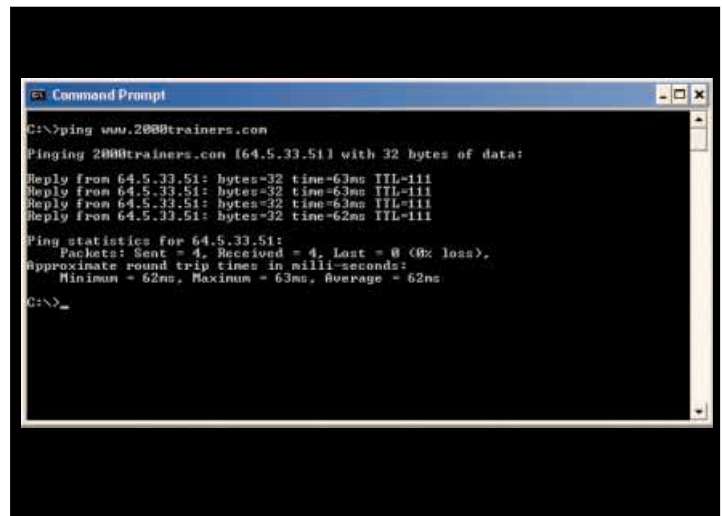 Command Prompt
C:\>ping www.2000trainers.com
Pinging 2000trainers.com [64.5.33.51] with 32 bytes of data:
Reply from 64.5.33.51: bytes=32 time=63ms TTL=111
Reply from 64.5.33.51: bytes=32 time=63ms TTL=111
Reply from 64.5.33.51: bytes=32 time=63ms TTL=111
Reply from 64.5.33.51: bytes=32 time=62ms TTL=111
Ping statistics for 64.5.33.51:
Packets: Sent = 4, Received = 4, Lost = 0 (0% loss),
Approximate round trip times in milli-seconds:
Minimum = 62ms, Maximum = 63ms, Average = 62ms
C:\>_